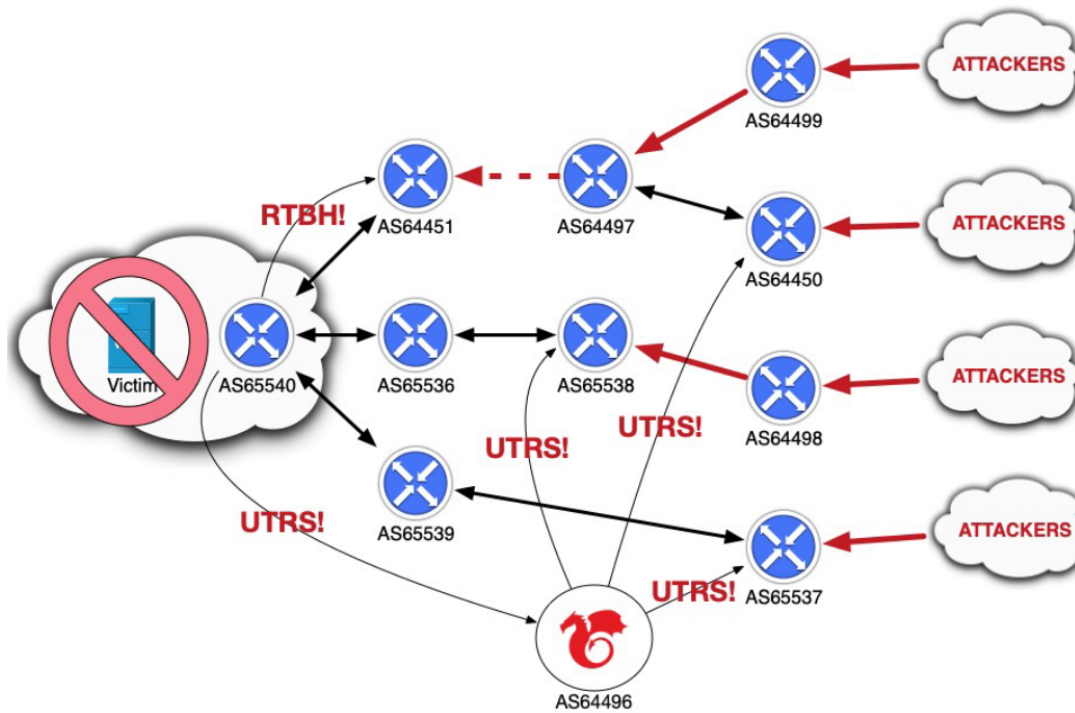 ATTACKERS
AS64499
RTBH!
AS64451
AS64497
ATTACKERS
AS64450
Victim
AS65540
AS65536
AS65538
ATTACKERS
AS64498
UTRS!
UTRS!
UTRS!
AS65539
ATTACKERS
UTRS!
AS65537
AS64496